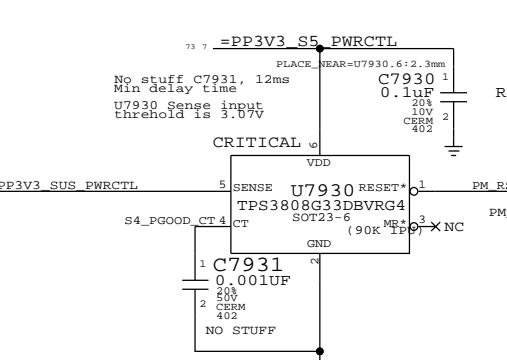 73 7 =PP3V3_S5_PWRCTL
PLACE_NEAR=U7930.6:2.3mm
No stuff C7931, 12ms
Min delay time
U7930 Sense input
threhold is 3.07V
C7930 1
0.1uF
20%
10V 2
CERM
402
R
CRITICAL 6
VDD
PP3V3_SUS_PWRCTL 5 SENSE U7930 RESET* 1 PM_RS
TPS3808G33DBVRG4
SOT23-6
S4_PGOOD_CT 4 CT MR* 3 NC
(90K IPU)
PM_
GND
2
1 C7931
0.001UF
20%
50V
2 CERM
402
NO STUFF